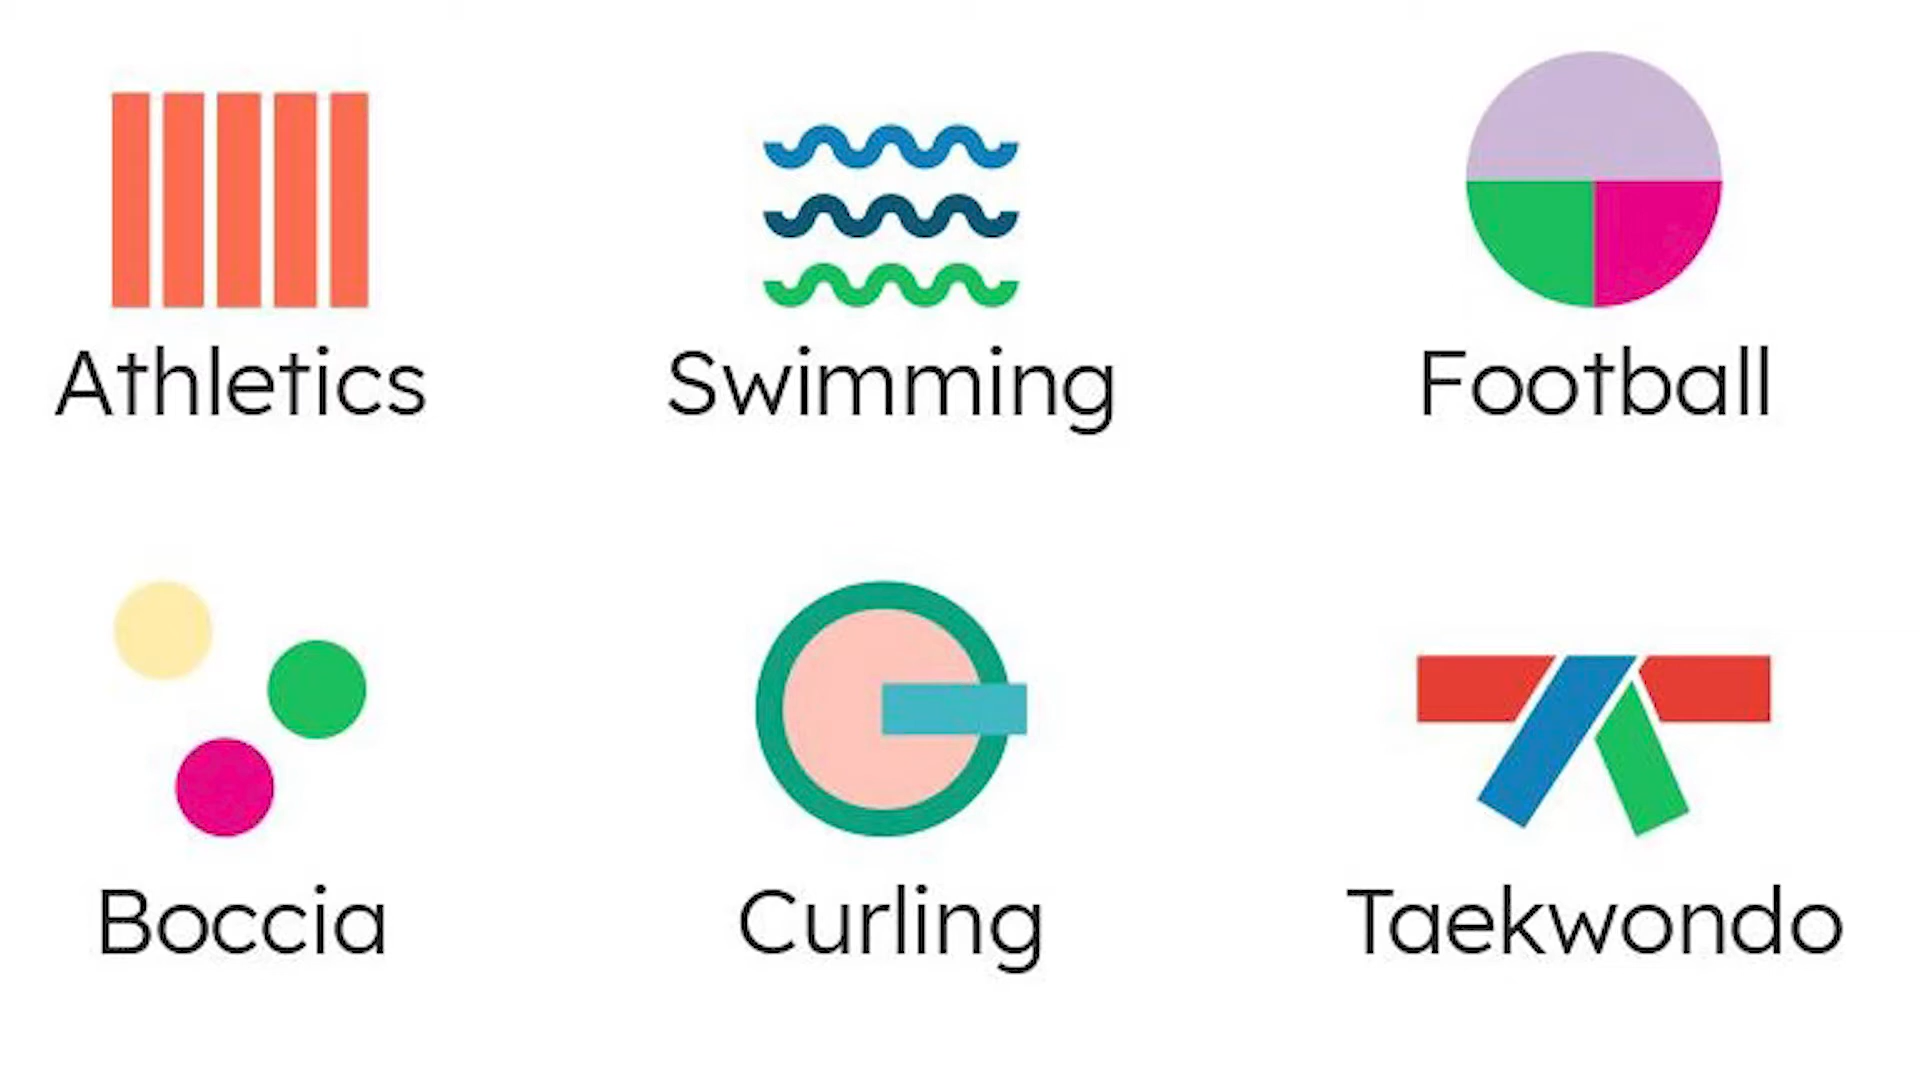 Athletics
Swimming
Football
Boccia
Curling
Taekwondo